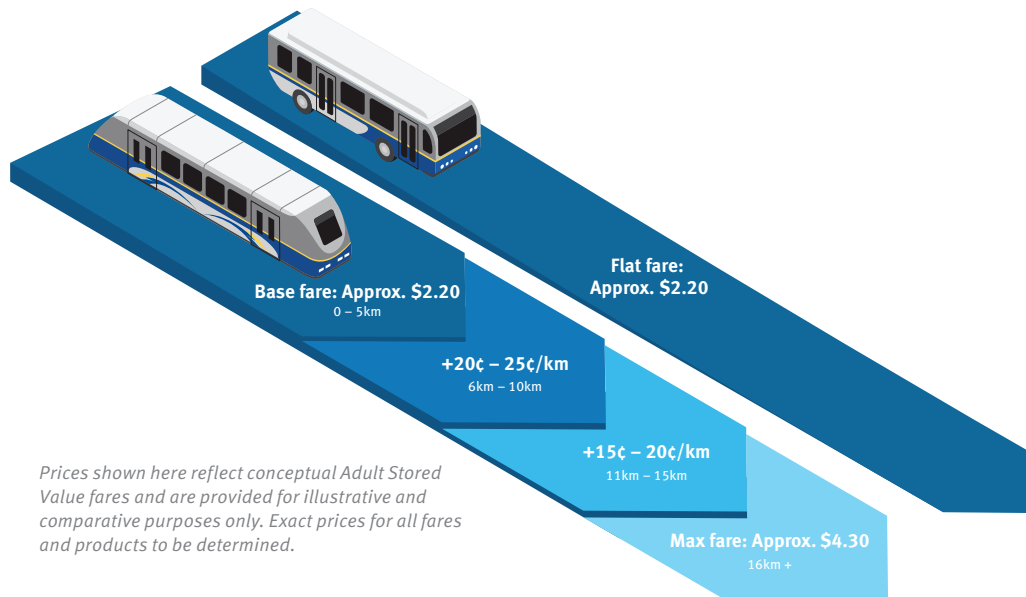 Flat fare:
Approx. $2.20
Base fare: Approx. $2.20
0 – 5km
+20¢ – 25¢/km
6km – 10km
+15¢ – 20¢/km
11km – 15km
Max fare: Approx. $4.30
16km +
Prices shown here reflect conceptual Adult Stored
Value fares and are provided for illustrative and
comparative purposes only. Exact prices for all fares
and products to be determined.